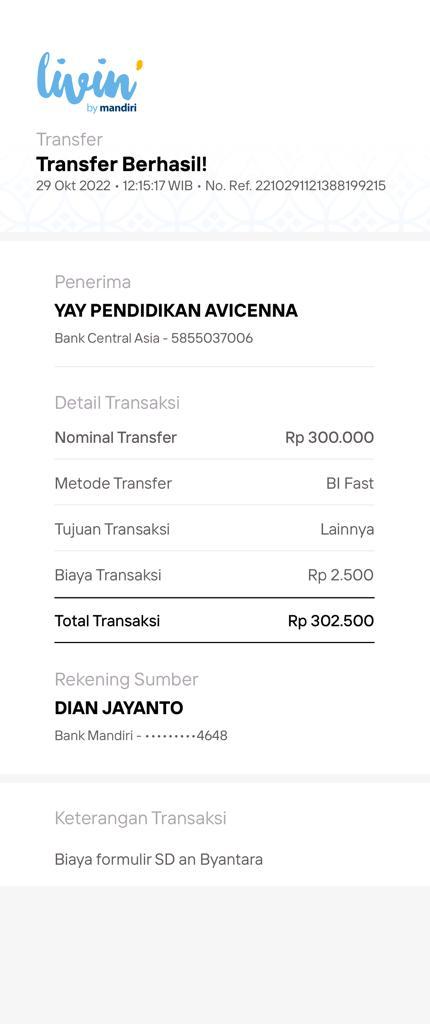 livin'
by mandiri
Transfer
Transfer Berhasil!
29 Okt 2022 • 12:15:17 WIB • No. Ref. 2210291121388199215
Penerima
YAY PENDIDIKAN AVICENNA
Bank Central Asia - 5855037006
Detail Transaksi
Nominal Transfer Rp 300.000
Metode Transfer BI Fast
Tujuan Transaksi Lainnya
Biaya Transaksi Rp 2.500
Total Transaksi Rp 302.500
Rekening Sumber
DIAN JAYANTO
Bank Mandiri - •••••••••4648
Keterangan Transaksi
Biaya formulir SD an Byantara